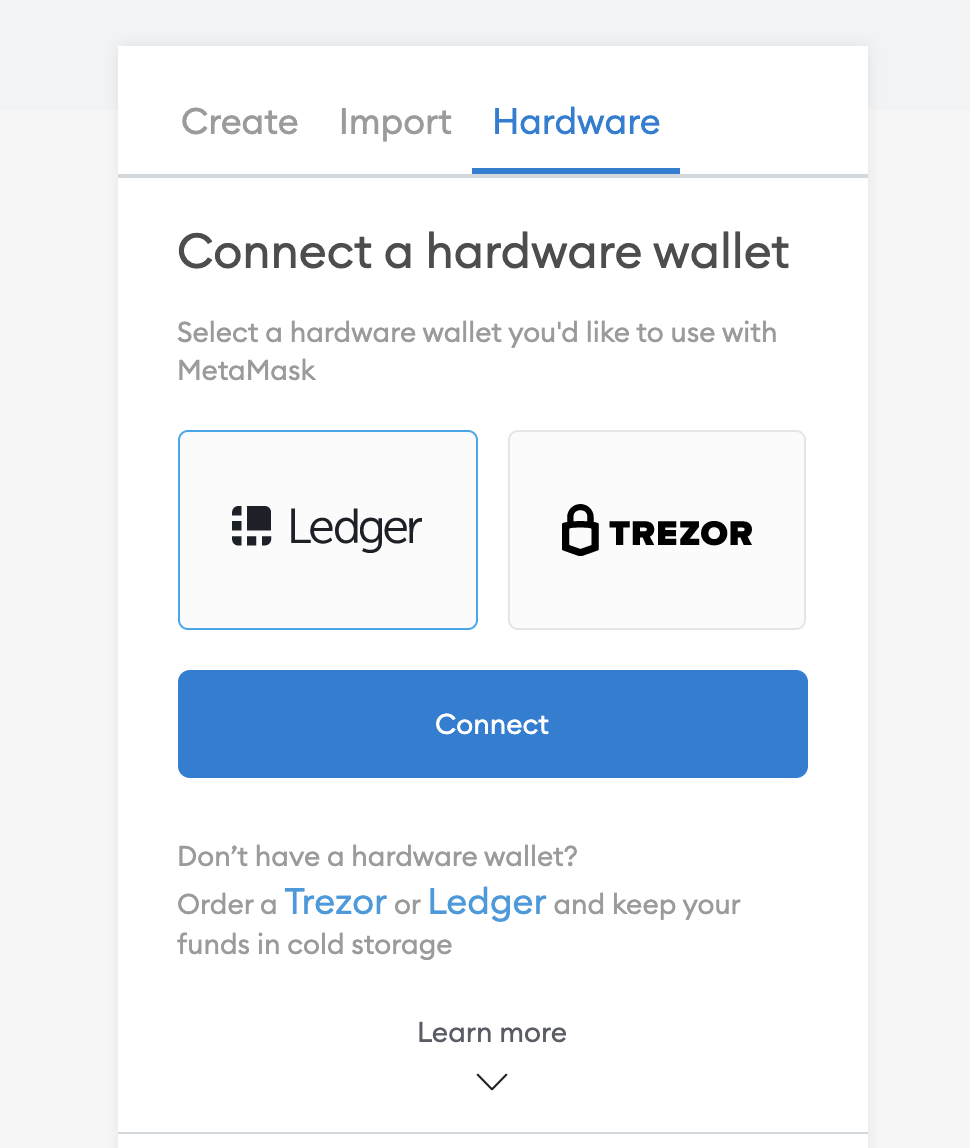 Create Import Hardware
Connect a hardware wallet
Select a hardware wallet you'd like to use with
MetaMask
Ledger TREZOR
Connect
Don’t have a hardware wallet?
Order a Trezor or Ledger and keep your
funds in cold storage
Learn more